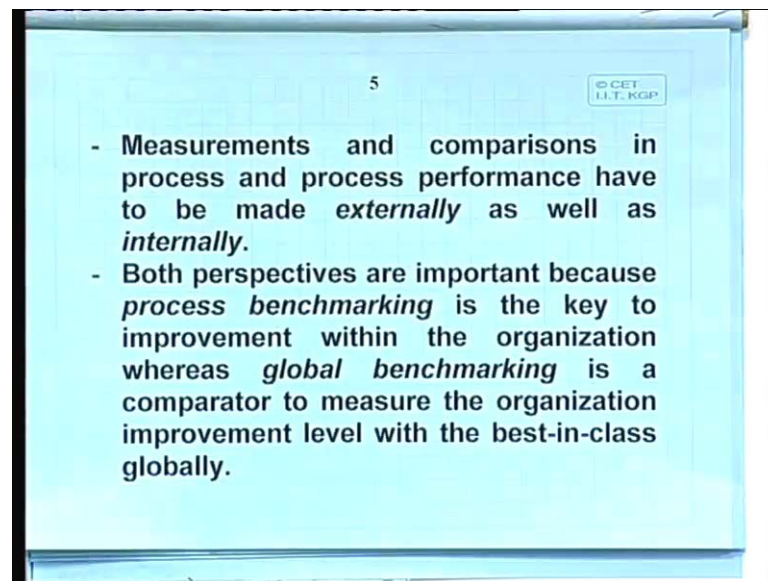 5
© CET
I.I.T. KGP
- Measurements and comparisons in
process and process performance have
to be made externally as well as
internally.
- Both perspectives are important because
process benchmarking is the key to
improvement within the organization
whereas global benchmarking is a
comparator to measure the organization
improvement level with the best-in-class
globally.